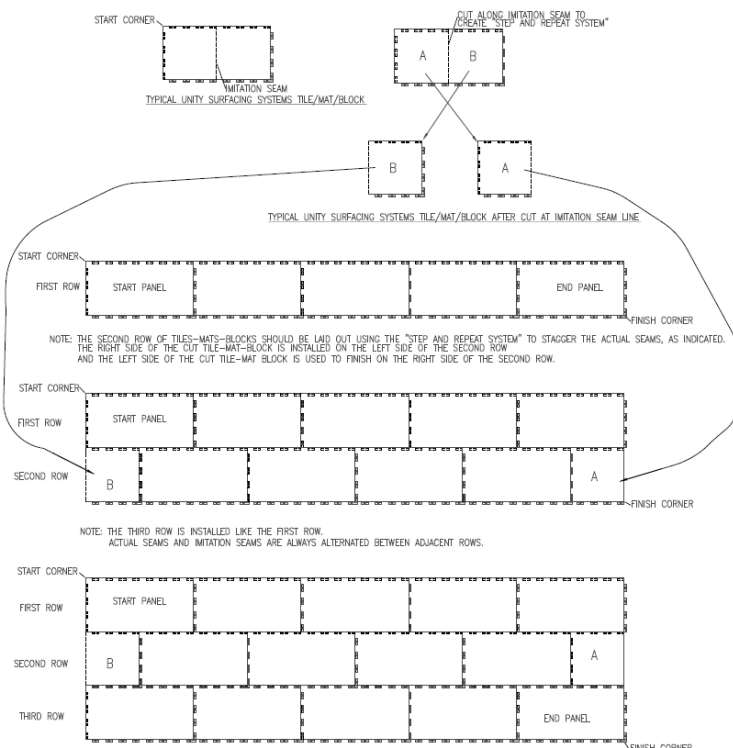 START CORNER
IMITATION SEAM
TYPICAL UNITY SURFACING SYSTEMS TILE/MAT/BLOCK
CUT ALONG IMITATION SEAM TO
CREATE "STEP AND REPEAT SYSTEM"
A
B
B
A
TYPICAL UNITY SURFACING SYSTEMS TILE/MAT/BLOCK AFTER CUT AT IMITATION SEAM LINE
START CORNER
FIRST ROW
START PANEL
END PANEL
FINISH CORNER
NOTE: THE SECOND ROW OF TILES-MATS-BLOCKS SHOULD BE LAID OUT USING THE "STEP AND REPEAT SYSTEM" TO STAGGER THE ACTUAL SEAMS, AS INDICATED.
THE RIGHT SIDE OF THE CUT TILE-MAT-BLOCK IS INSTALLED ON THE LEFT SIDE OF THE SECOND ROW
AND THE LEFT SIDE OF THE CUT TILE-MAT BLOCK IS USED TO FINISH ON THE RIGHT SIDE OF THE SECOND ROW.
START CORNER
FIRST ROW
START PANEL
SECOND ROW
B
A
FINISH CORNER
NOTE: THE THIRD ROW IS INSTALLED LIKE THE FIRST ROW.
ACTUAL SEAMS AND IMITATION SEAMS ARE ALWAYS ALTERNATED BETWEEN ADJACENT ROWS.
START CORNER
FIRST ROW
START PANEL
SECOND ROW
B
A
THIRD ROW
END PANEL
FINISH CORNER